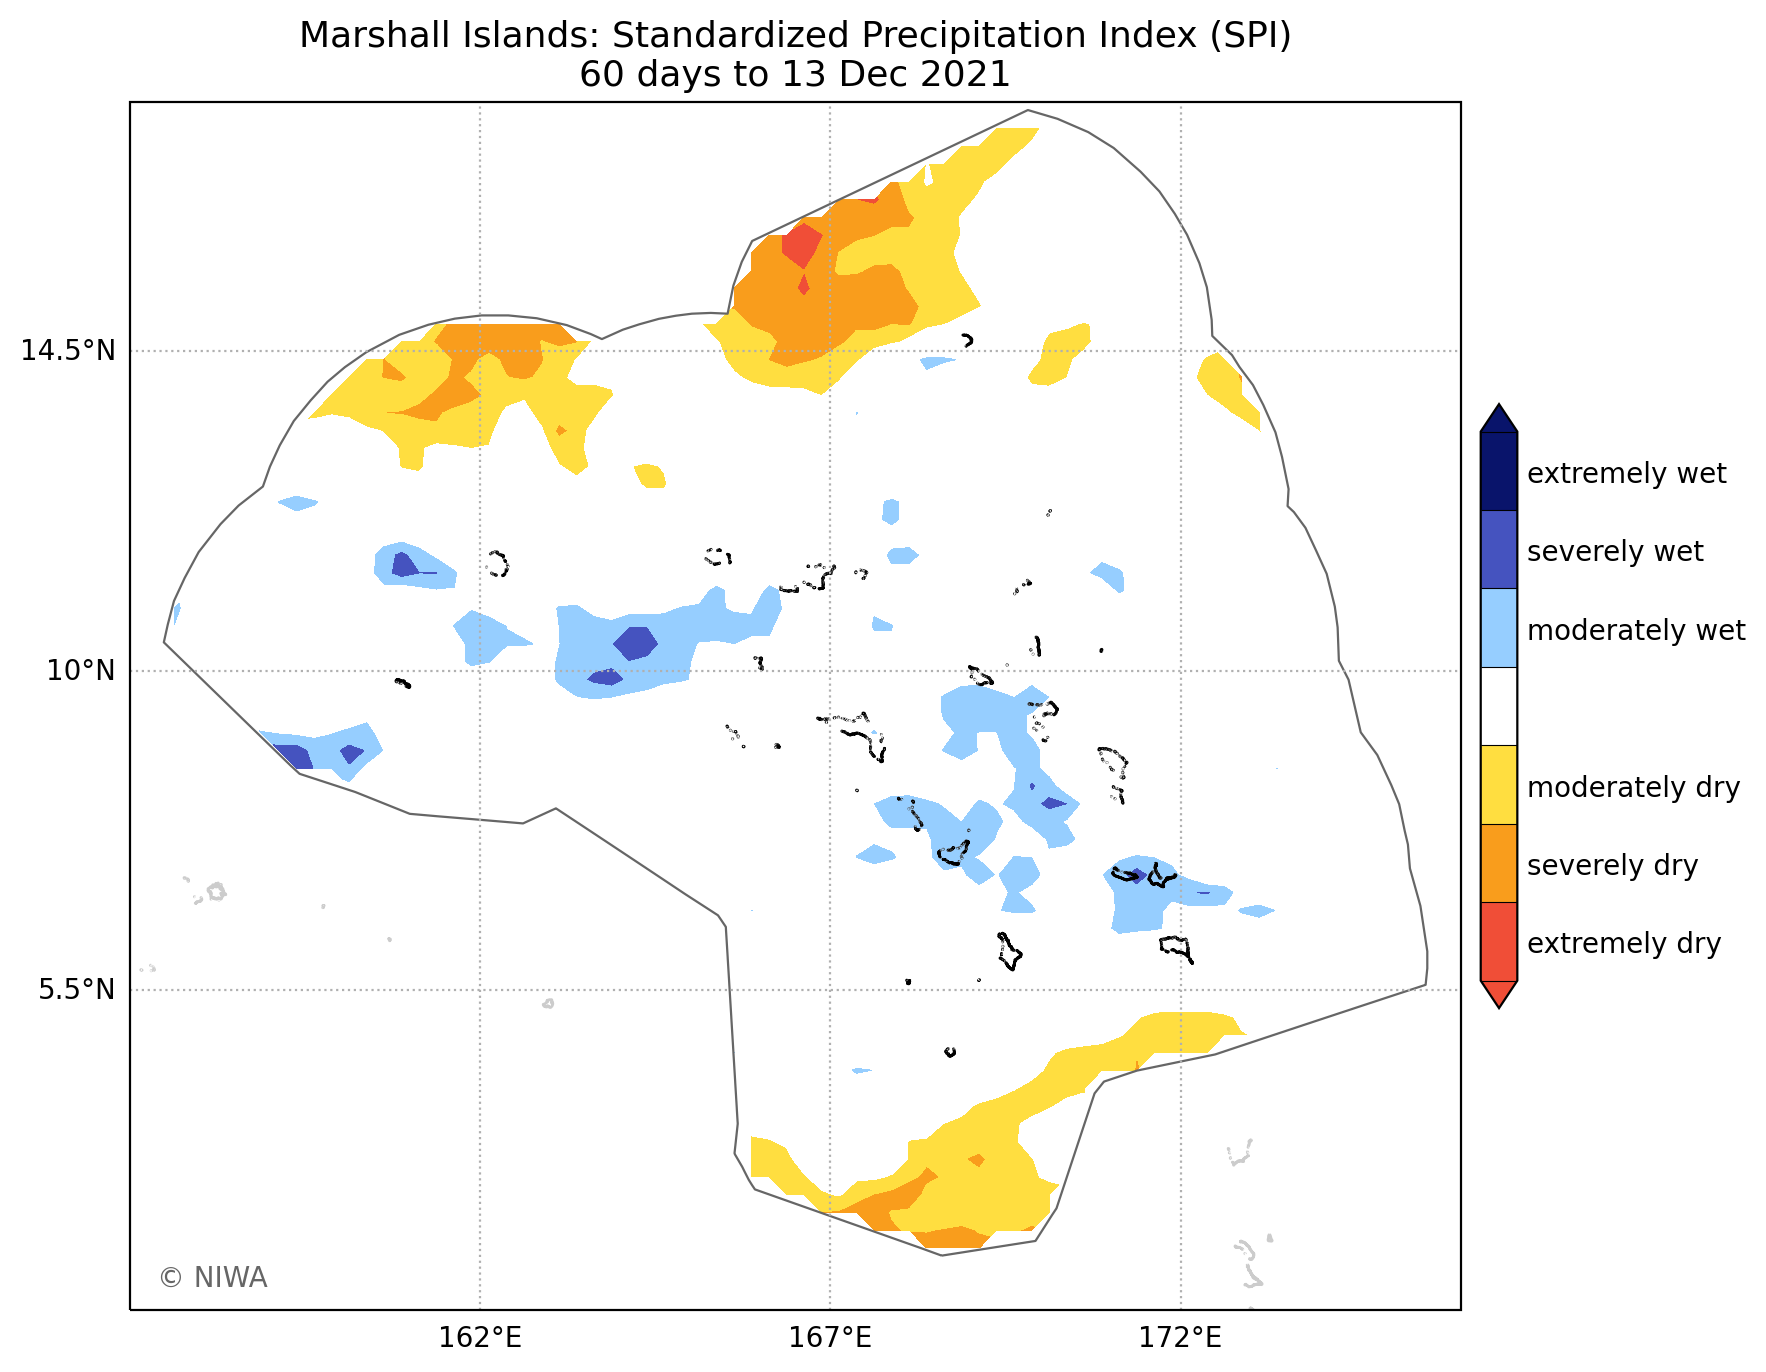 Marshall Islands: Standardized Precipitation Index (SPI)
60 days to 13 Dec 2021
14.5°N
10°N
5.5°N
162°E
167°E
172°E
extremely wet
severely wet
moderately wet
moderately dry
severely dry
extremely dry
© NIWA